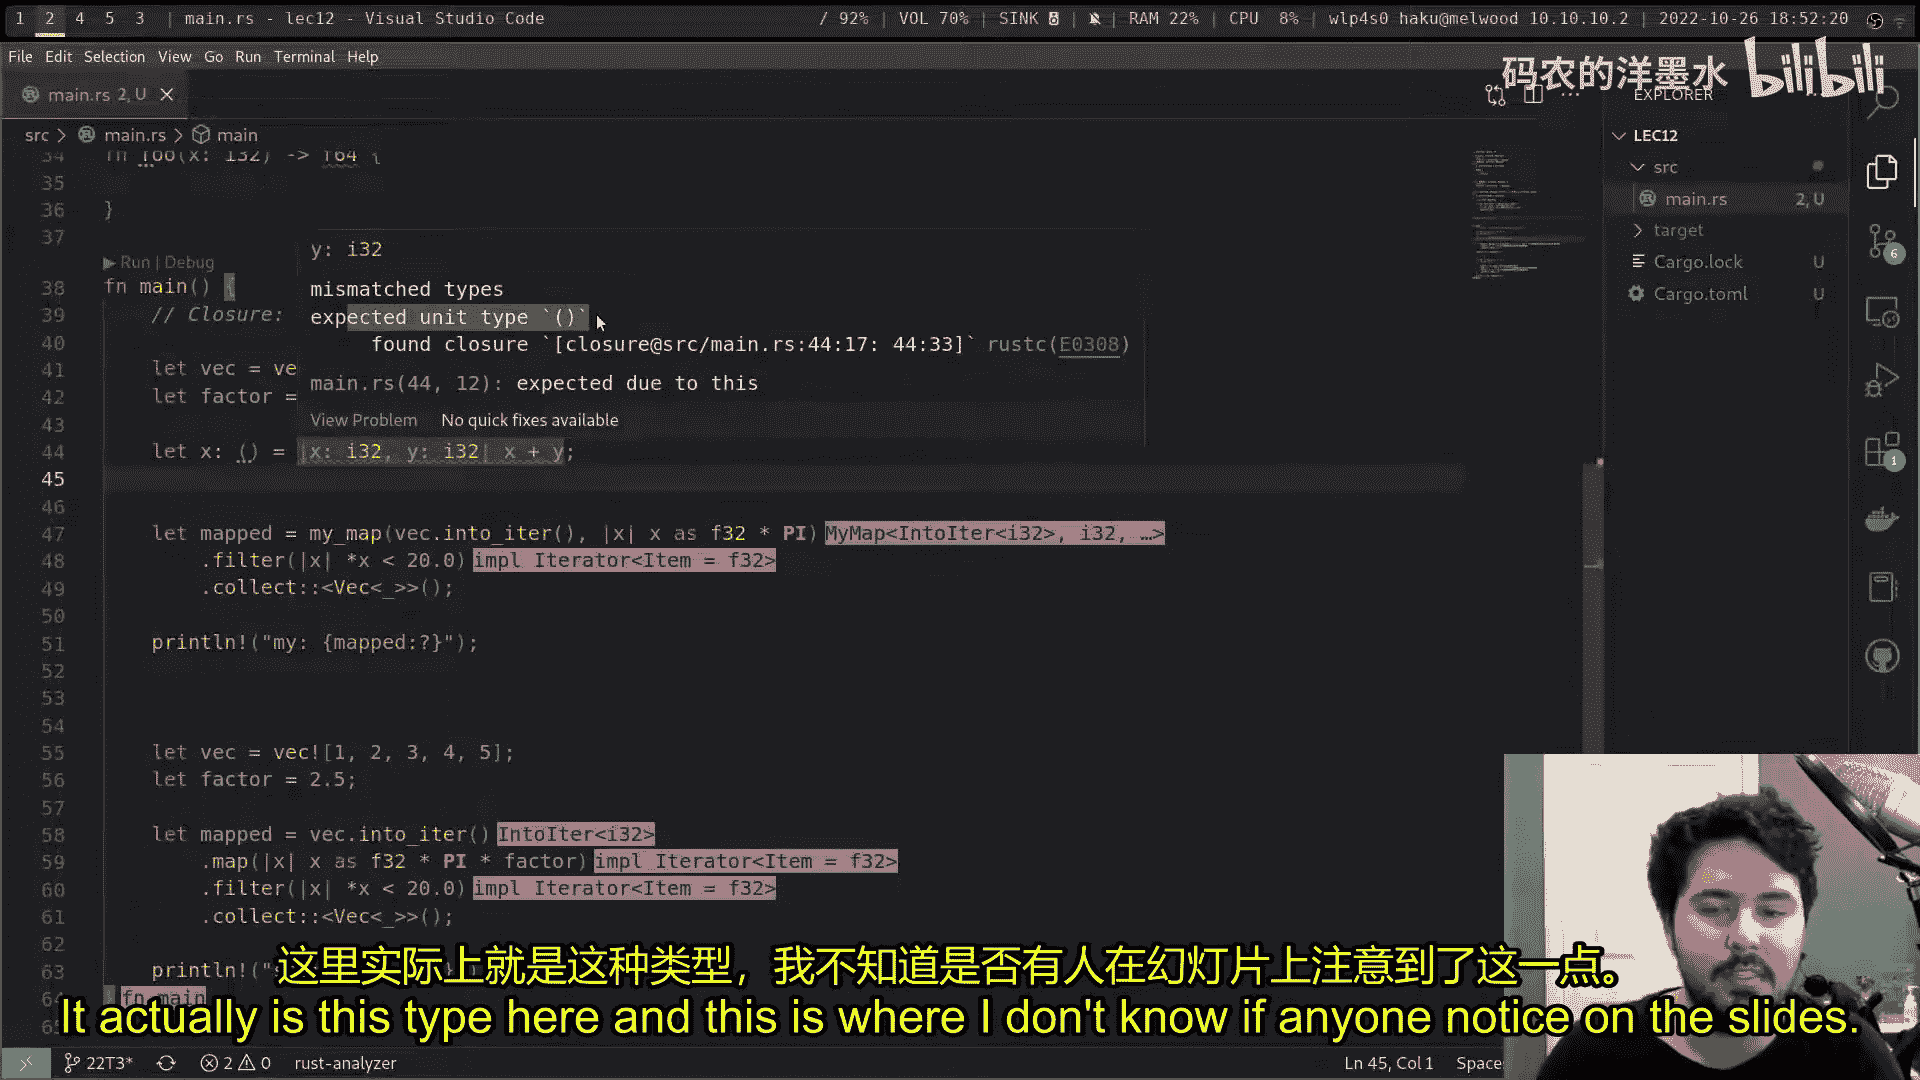 1 2 4 5 3 | main.rs - lec12 - Visual Studio Code
/ 92% | VOL 70% | SINK | | RAM 22% | CPU 8% | wlp4s0 haku@melwood 10.10.10.2 | 2022-10-26 18:52:20
File Edit Selection View Go Run Terminal Help
码农的洋墨水 bilibili
main.rs 2, U
EXPLORER
src > main.rs > main
LEC12
src
main.rs 2, U
target
Cargo.lock U
Cargo.toml U
6
1
34 fn foo(x: i32) -> f64 {
35
36 }
37
Run | Debug
38 fn main() {
39 // Closure:
40
41 let vec = ve
42 let factor =
43
y: i32
mismatched types
expected unit type `()`
found closure `[closure@src/main.rs:44:17: 44:33]` rustc(E0308)
main.rs(44, 12): expected due to this
View Problem No quick fixes available
44 let x: () = |x: i32, y: i32| x + y;
45
46
47 let mapped = my_map(vec.into_iter(), |x| x as f32 * PI) MyMap<IntoIter<i32>, i32, …>
48 .filter(|x| *x < 20.0) impl Iterator<Item = f32>
49 .collect::<Vec<_>>();
50
51 println!("my: {mapped:?}");
52
53
54
55 let vec = vec![1, 2, 3, 4, 5];
56 let factor = 2.5;
57
58 let mapped = vec.into_iter() IntoIter<i32>
59 .map(|x| x as f32 * PI * factor) impl Iterator<Item = f32>
60 .filter(|x| *x < 20.0) impl Iterator<Item = f32>
61 .collect::<Vec<_>>();
62
63 println!("
64 } fn main
这里实际上就是这种类型，我不知道是否有人在幻灯片上注意到了这一点。
It actually is this type here and this is where I don't know if anyone notice on the slides.
22T3* 2 0 rust-analyzer
Ln 45, Col 1 Space